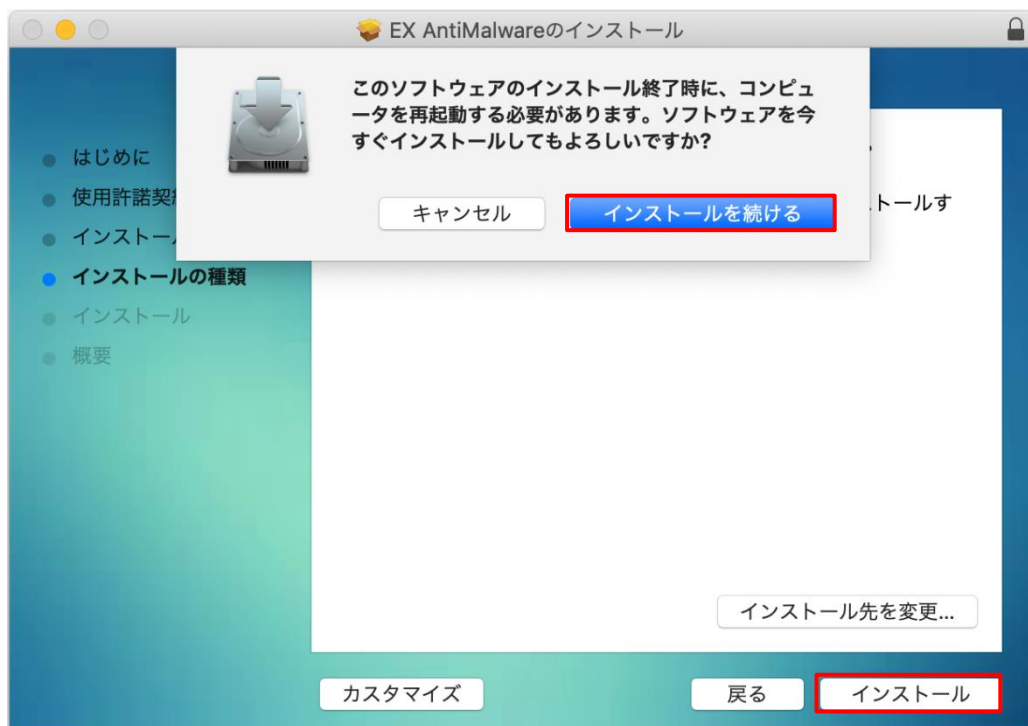 EX AntiMalwareのインストール
このソフトウェアのインストール終了時に、コンピュ
ータを再起動する必要があります。ソフトウェアを今
すぐインストールしてもよろしいですか?
キャンセル
インストールを続ける
はじめに
使用許諾契
インストー
インストールの種類
インストール
概要
トールす
インストール先を変更...
カスタマイズ
戻る
インストール